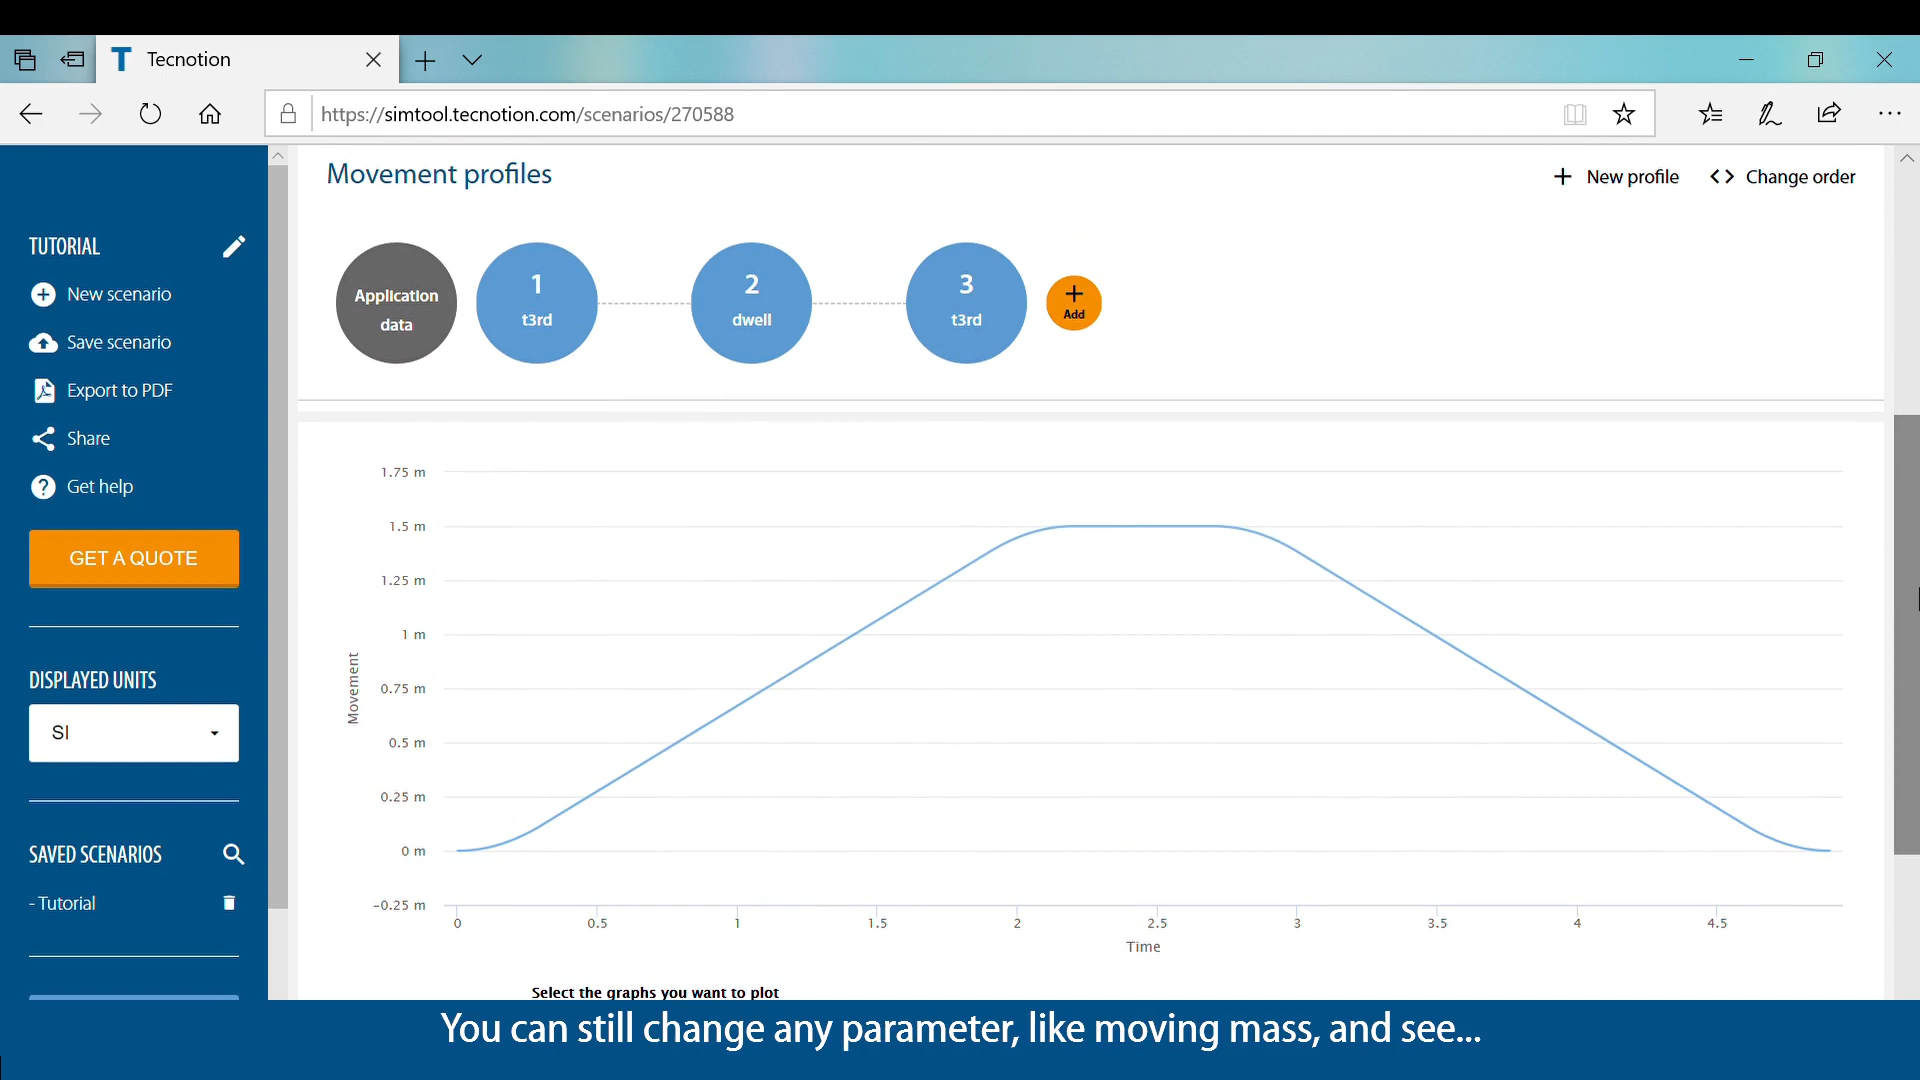 Tecnotion
https://simtool.tecnotion.com/scenarios/270588
Movement profiles
New profile
Change order
TUTORIAL
New scenario
Save scenario
Export to PDF
Share
Get help
GET A QUOTE
DISPLAYED UNITS
SI
SAVED SCENARIOS
- Tutorial
Application
data
1
t3rd
2
dwell
3
t3rd
Add
1.75 m
1.5 m
1.25 m
1 m
0.75 m
0.5 m
0.25 m
0 m
-0.25 m
Movement
0 0.5 1 1.5 2 2.5 3 3.5 4 4.5
Time
Select the graphs you want to plot
You can still change any parameter, like moving mass, and see...